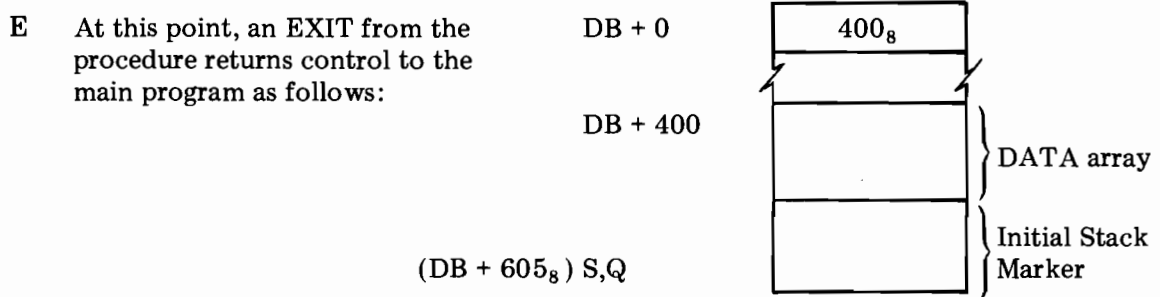 E At this point, an EXIT from the DB + 0 400₈
procedure returns control to the
main program as follows:
DB + 400
DATA array
Initial Stack
(DB + 605₈) S,Q Marker